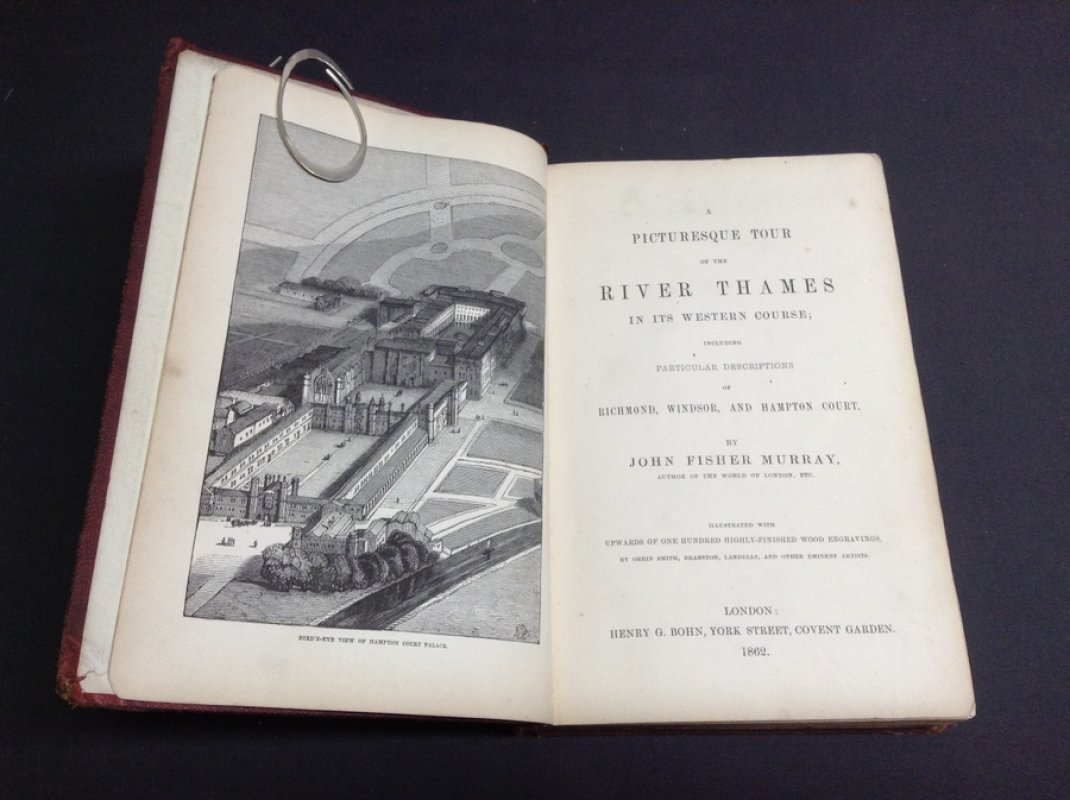 BIRD'S-EYE VIEW OF HAMPTON COURT PALACE
A
PICTURESQUE TOUR
OF THE
RIVER THAMES
IN ITS WESTERN COURSE;
INCLUDING
PARTICULAR DESCRIPTIONS
OF
RICHMOND, WINDSOR, AND HAMPTON COURT.
BY
JOHN FISHER MURRAY,
AUTHOR OF THE WORLD OF LONDON, ETC.
ILLUSTRATED WITH
UPWARDS OF ONE HUNDRED HIGHLY-FINISHED WOOD ENGRAVINGS,
BY ORRIN SMITH, BRANSTON, LANDELLS, AND OTHER EMINENT ARTISTS.
LONDON:
HENRY G. BOHN, YORK STREET, COVENT GARDEN.
1862.